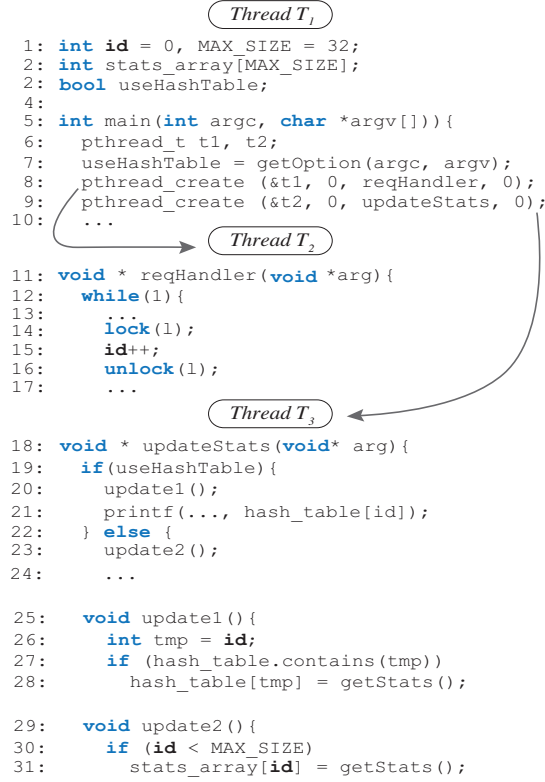 Thread T1
1: int id = 0, MAX_SIZE = 32;
2: int stats_array[MAX_SIZE];
2: bool useHashTable;
4:
5: int main(int argc, char *argv[])){
6:   pthread_t t1, t2;
7:   useHashTable = getOption(argc, argv);
8:   pthread_create (&t1, 0, reqHandler, 0);
9:   pthread_create (&t2, 0, updateStats, 0);
10:   ...
Thread T2
11: void * reqHandler(void *arg){
12:   while(1){
13:     ...
14:     lock(l);
15:     id++;
16:     unlock(l);
17:     ...
Thread T3
18: void * updateStats(void* arg){
19:   if(useHashTable){
20:     update1();
21:     printf(..., hash_table[id]);
22:   } else {
23:     update2();
24:     ...
25:   void update1(){
26:     int tmp = id;
27:     if (hash_table.contains(tmp))
28:       hash_table[tmp] = getStats();
29:   void update2(){
30:     if (id < MAX_SIZE)
31:       stats_array[id] = getStats();